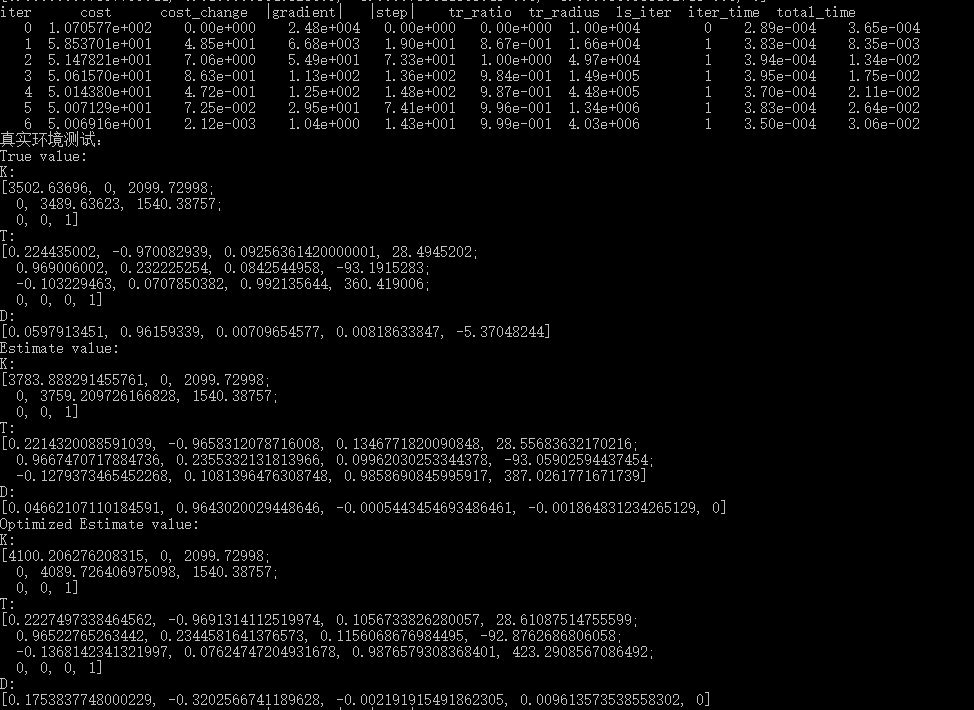 iter cost cost_change |gradient| |step| tr_ratio tr_radius ls_iter iter_time total_time
0 1.070577e+002 0.00e+000 2.48e+004 0.00e+000 0.00e+000 1.00e+004 0 2.89e-004 3.65e-004
1 5.853701e+001 4.85e+001 6.68e+003 1.90e+001 8.67e-001 1.66e+004 1 3.83e-004 8.35e-003
2 5.147821e+001 7.06e+000 5.49e+001 7.33e+001 1.00e+000 4.97e+004 1 3.94e-004 1.34e-002
3 5.061570e+001 8.63e-001 1.13e+002 1.36e+002 9.84e-001 1.49e+005 1 3.95e-004 1.75e-002
4 5.014380e+001 4.72e-001 1.25e+002 1.48e+002 9.87e-001 4.48e+005 1 3.70e-004 2.11e-002
5 5.007129e+001 7.25e-002 2.95e+001 7.41e+001 9.96e-001 1.34e+006 1 3.83e-004 2.64e-002
6 5.006916e+001 2.12e-003 1.04e+000 1.43e+001 9.99e-001 4.03e+006 1 3.50e-004 3.06e-002
真实环境测试:
True value:
K:
[3502.63696, 0, 2099.72998;
0, 3489.63623, 1540.38757;
0, 0, 1]
T:
[0.224435002, -0.970082939, 0.09256361420000001, 28.4945202;
0.969006002, 0.232225254, 0.0842544958, -93.1915283;
-0.103229463, 0.0707850382, 0.992135644, 360.419006;
0, 0, 0, 1]
D:
[0.0597913451, 0.96159339, 0.00709654577, 0.00818633847, -5.37048244]
Estimate value:
K:
[3783.888291455761, 0, 2099.72998;
0, 3759.209726166828, 1540.38757;
0, 0, 1]
T:
[0.2214320088591039, -0.9658312078716008, 0.1346771820090848, 28.55683632170216;
0.9667470717884736, 0.2355332131813966, 0.09962030253344378, -93.05902594437454;
-0.1279373465452268, 0.1081396476308748, 0.9858690845995917, 387.0261771671739]
D:
[0.04662107110184591, 0.9643020029448646, -0.0005443454693486461, -0.001864831234265129, 0]
Optimized Estimate value:
K:
[4100.206276208315, 0, 2099.72998;
0, 4089.726406975098, 1540.38757;
0, 0, 1]
T:
[0.2227497338464562, -0.9691314112519974, 0.1056733826280057, 28.61087514755599;
0.96522765263442, 0.2344581641376573, 0.1156068676984495, -92.8762686806058;
-0.1368142341321997, 0.07624747204931678, 0.9876579308368401, 423.2908567086492;
0, 0, 0, 1]
D:
[0.1753837748000229, -0.3202566741189628, -0.002191915491862305, 0.009613573538558302, 0]